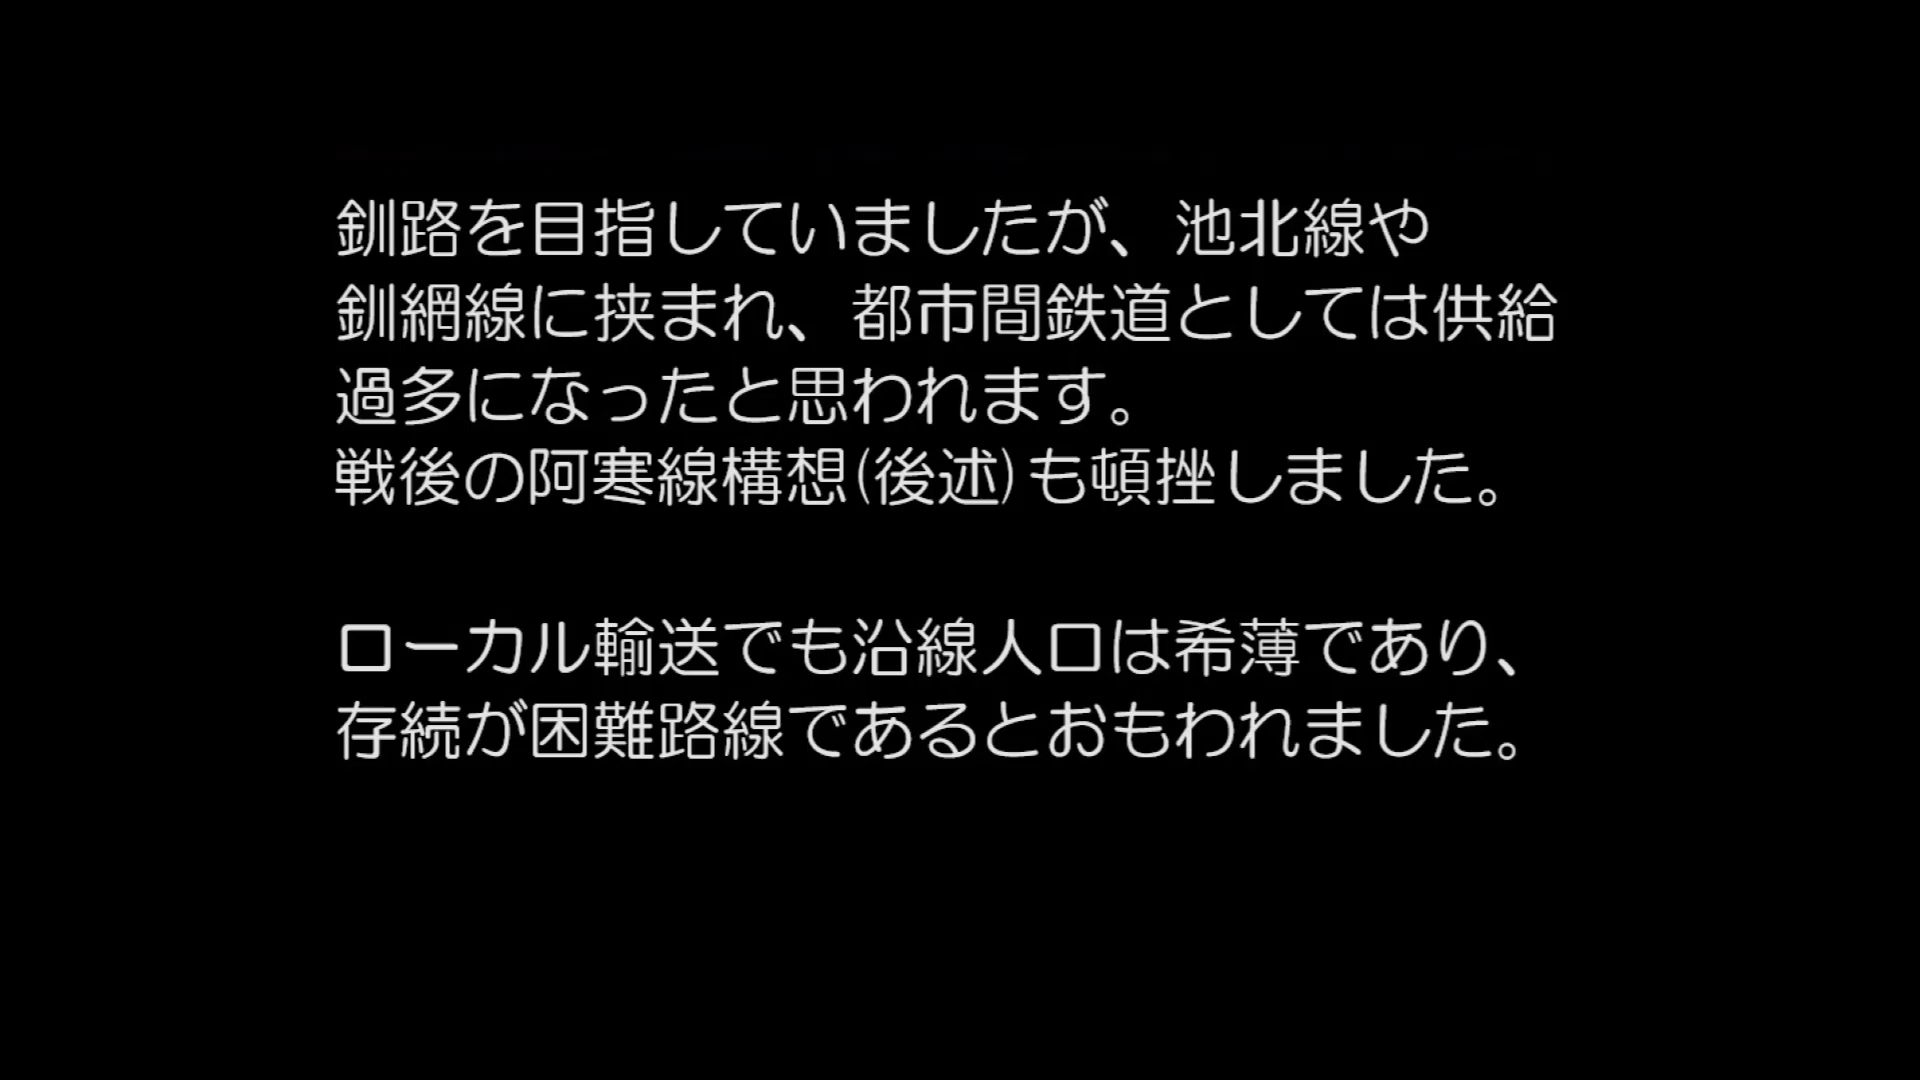 釧路を目指していましたが、池北線や
釧網線に挟まれ、都市間鉄道としては供給
過多になったと思われます。
戦後の阿寒線構想(後述)も頓挫しました。
ローカル輸送でも沿線人口は希薄であり、
存続が困難路線であるとおもわれました。